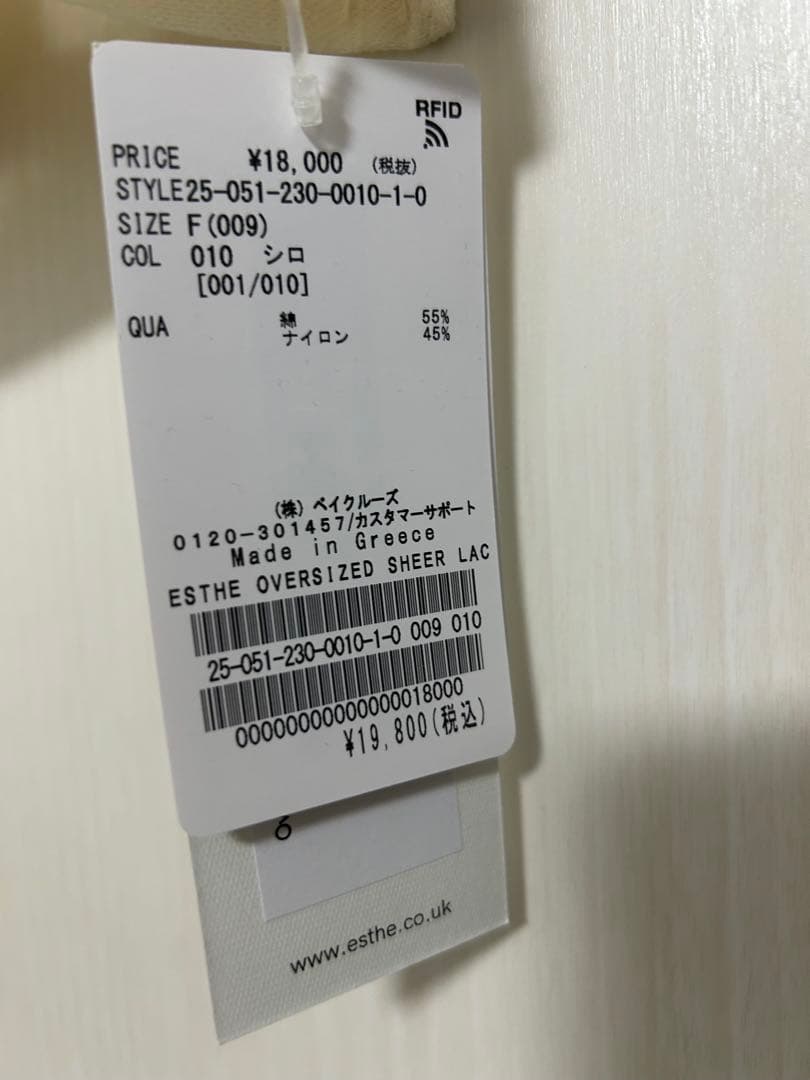 RFID
PRICE ¥18,000 (税抜)
STYLE25-051-230-0010-1-0
SIZE F(009)
COL 010 シロ
[001/010]
QUA 綿 55%
ナイロン 45%
(株) ベイクルーズ
0120-301457/カスタマーサポート
Made in Greece
ESTHE OVERSIZED SHEER LAC
25-051-230-0010-1-0 009 010
00000000000000018000
¥19,800(税込)
www.esthe.co.uk